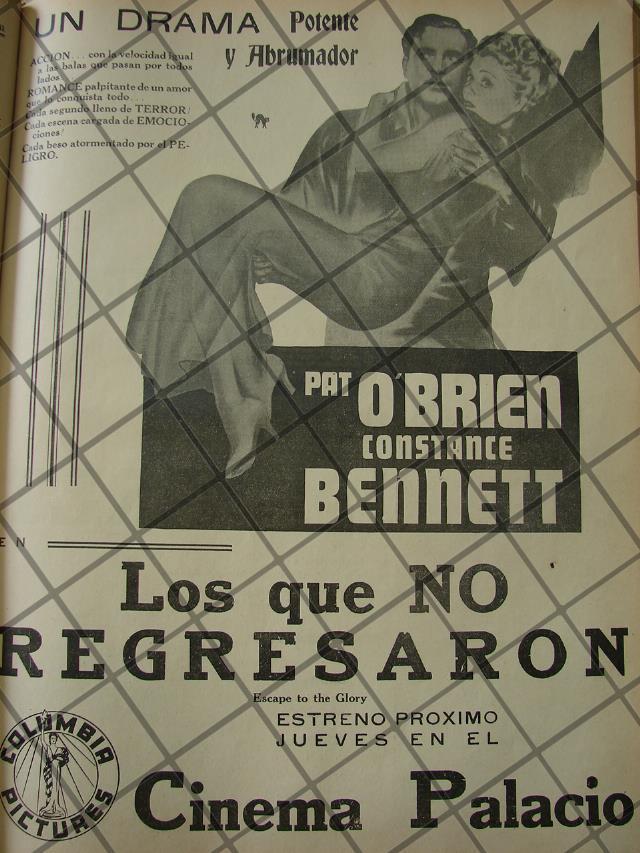 UN DRAMA Potente
y Abrumador
ACCION... con la velocidad igual
a las balas que pasan por todos
lados.
ROMANCE palpitante de un amor
que lo conquista todo...
Cada segundo lleno de TERROR!
Cada escena cargada de EMOCIO-
ciones!
Cada beso atormentado por el PE-
LIGRO.
PAT O'BRIEN
CONSTANCE
BENNETT
EN
Los que NO
REGRESARON
Escape to the Glory
ESTRENO PROXIMO
JUEVES EN EL
COLUMBIA
PICTURES
Cinema Palacio